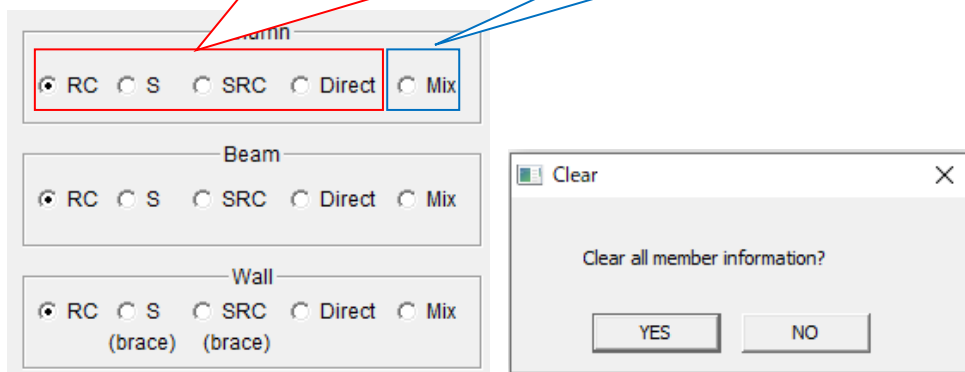 RC S SRC Direct Mix
Beam
RC S SRC Direct Mix
Wall
RC S SRC Direct Mix
(brace) (brace)
Clear
Clear all member information?
YES NO